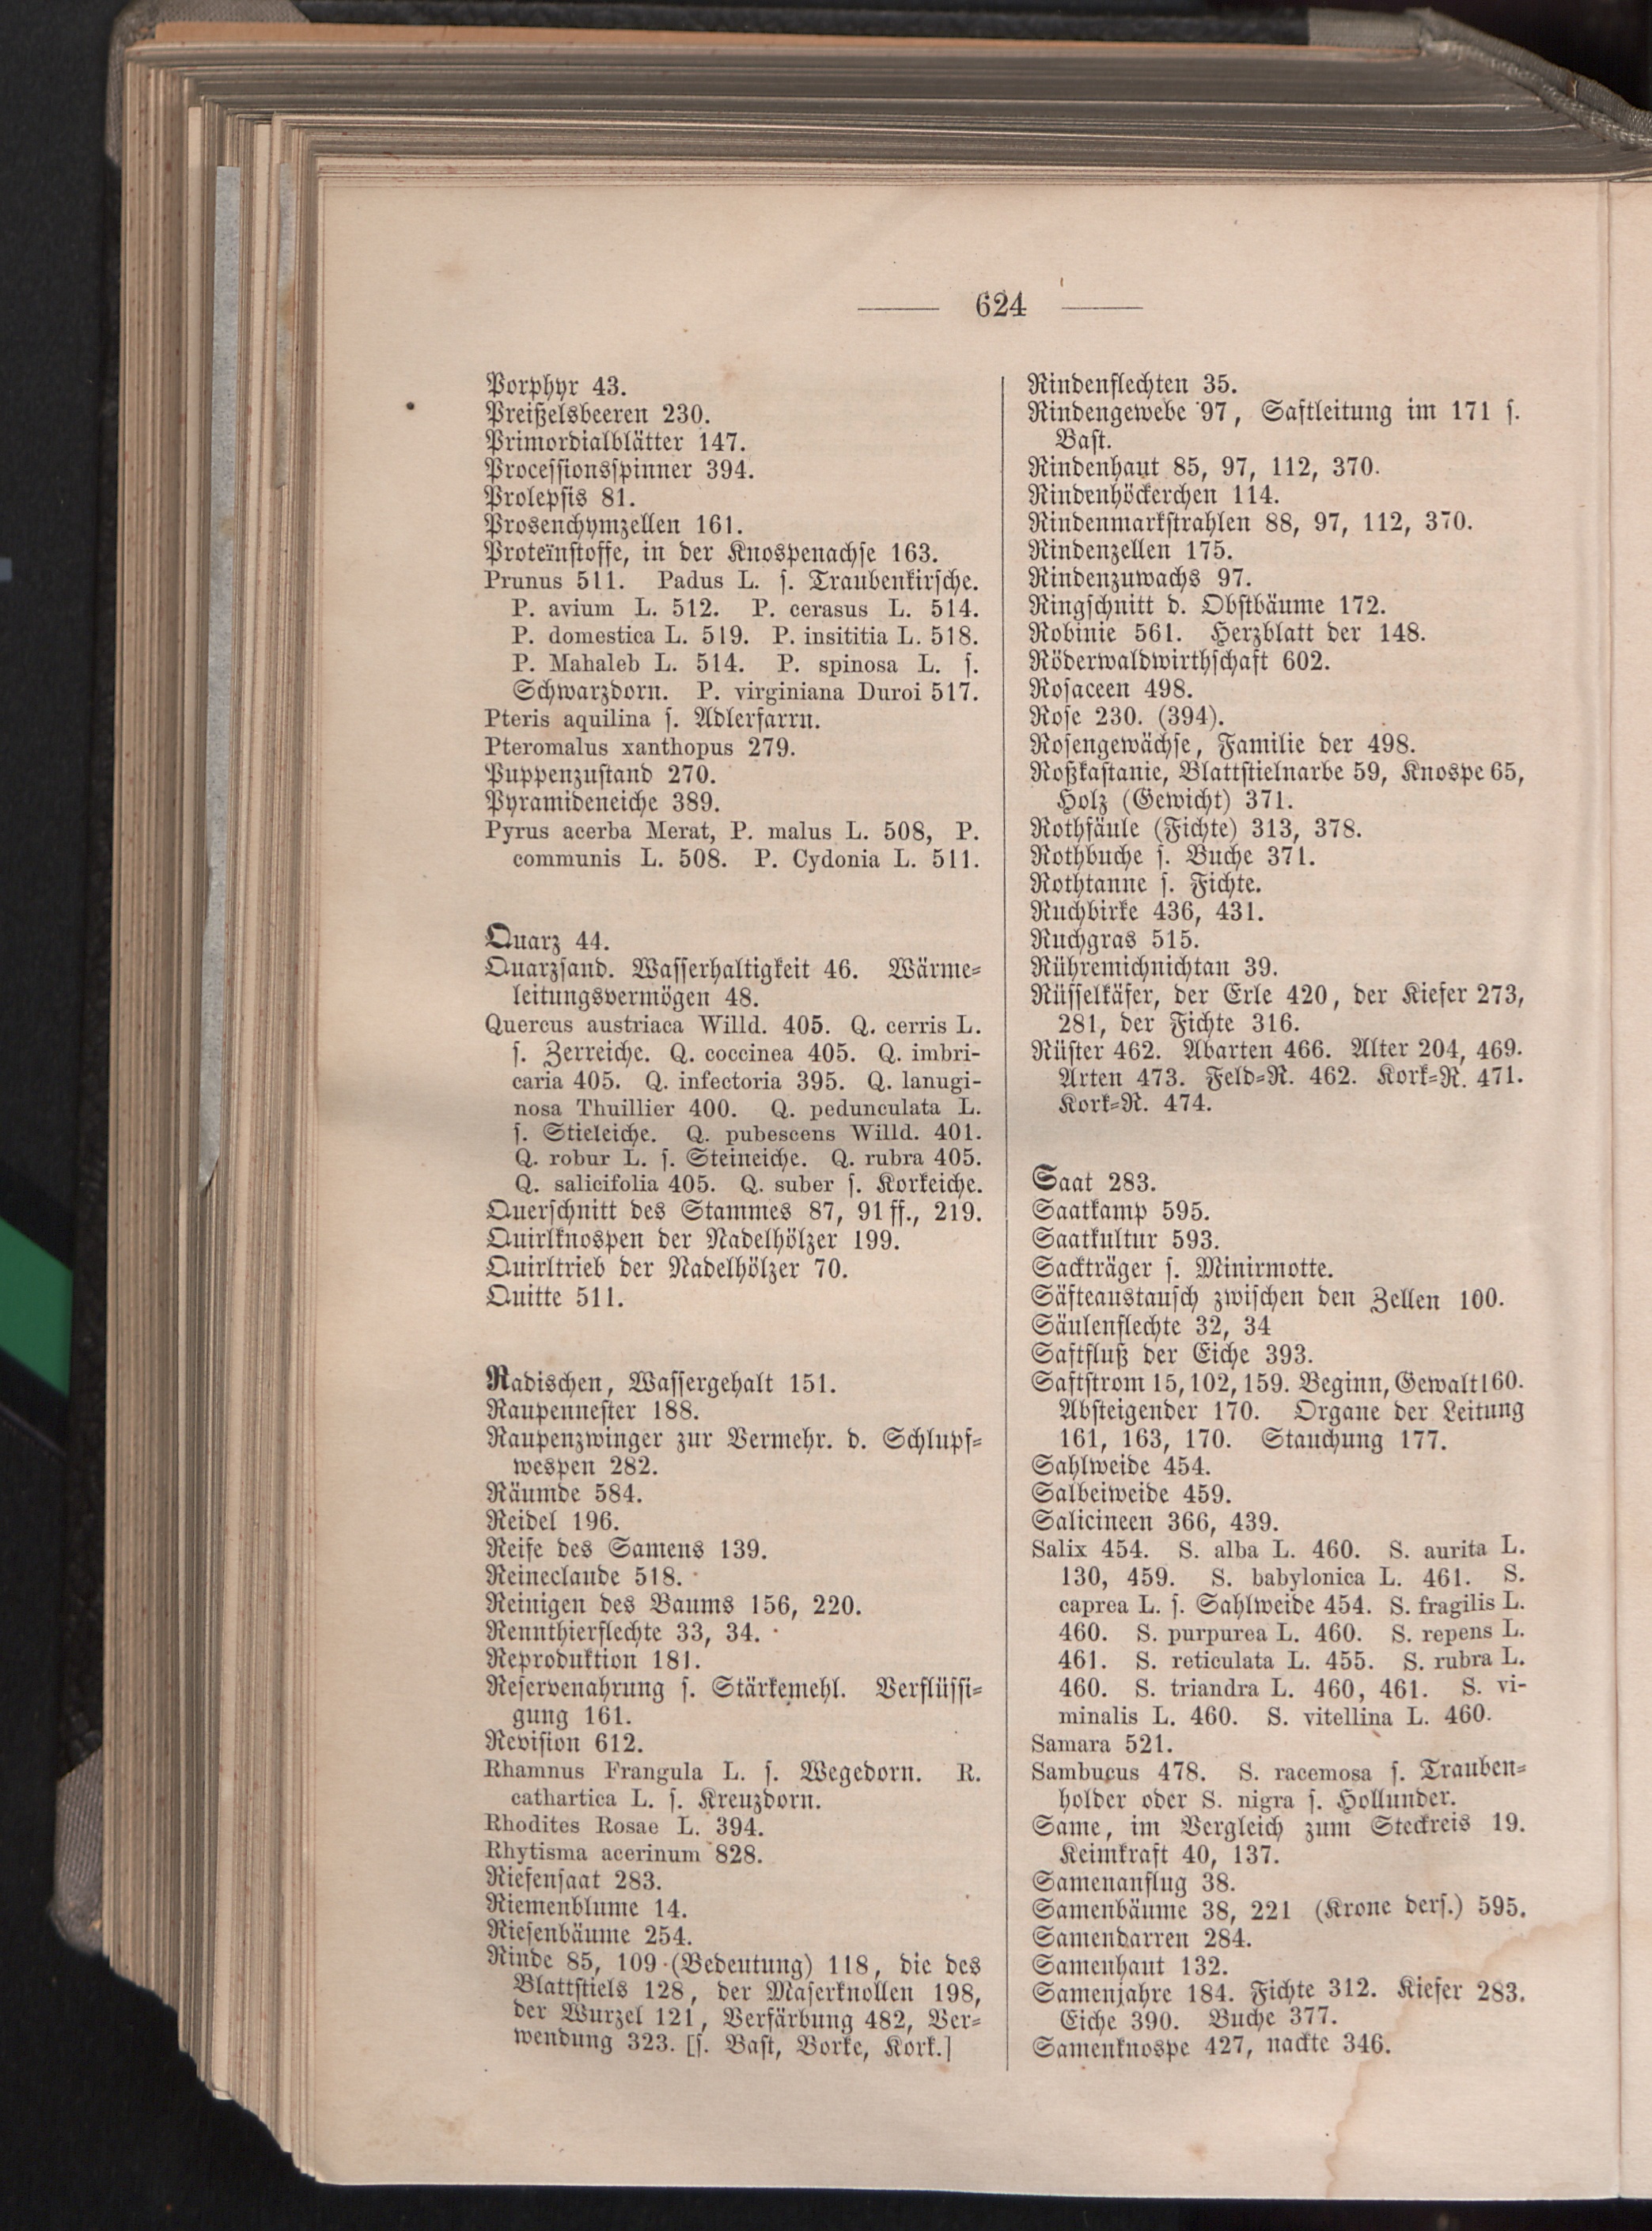 624
Porphyr 43.
Preißelsbeeren 230.
Primordialblätter 147.
Processionsspinner 394.
Prolepsis 81.
Prosenchymzellen 161.
Proteïnstoffe, in der Knospenachse 163.
Prunus 511. Padus L. s. Traubenkirsche.
P. avium L. 512. P. cerasus L. 514.
P. domestica L. 519. P. insititia L. 518.
P. Mahaleb L. 514. P. spinosa L. s.
Schwarzdorn. P. virginiana Duroi 517.
Pteris aquilina s. Adlerfarrn.
Pteromalus xanthopus 279.
Puppenzustand 270.
Pyramideneiche 389.
Pyrus acerba Merat, P. malus L. 508, P.
communis L. 508. P. Cydonia L. 511.
Quarz 44.
Quarzsand. Wasserhaltigkeit 46. Wärme-
leitungsvermögen 48.
Quercus austriaca Willd. 405. Q. cerris L.
s. Zerreiche. Q. coccinea 405. Q. imbri-
caria 405. Q. infectoria 395. Q. lanugi-
nosa Thuillier 400. Q. pedunculata L.
s. Stieleiche. Q. pubescens Willd. 401.
Q. robur L. s. Steineiche. Q. rubra 405.
Q. salicifolia 405. Q. suber s. Korkeiche.
Querschnitt des Stammes 87, 91 ff., 219.
Quirlknospen der Nadelhölzer 199.
Quirltrieb der Nadelhölzer 70.
Quitte 511.
Radischen, Wassergehalt 151.
Raupennester 188.
Raupenzwinger zur Vermehr. d. Schlupf-
wespen 282.
Räumde 584.
Reidel 196.
Reife des Samens 139.
Reineclaude 518.
Reinigen des Baums 156, 220.
Rennthierflechte 33, 34.
Reproduktion 181.
Reservenahrung s. Stärkemehl. Verflüssi-
gung 161.
Revision 612.
Rhamnus Frangula L. s. Wegedorn. R.
cathartica L. s. Kreuzdorn.
Rhodites Rosae L. 394.
Rhytisma acerinum 828.
Riefensaat 283.
Riemenblume 14.
Riesenbäume 254.
Rinde 85, 109 (Bedeutung) 118, die des
Blattstiels 128, der Maserknollen 198,
der Wurzel 121, Verfärbung 482, Ver-
wendung 323. [s. Bast, Borke, Kork.]
Rindenflechten 35.
Rindengewebe 97, Saftleitung im 171 s.
Bast.
Rindenhaut 85, 97, 112, 370.
Rindenhöckerchen 114.
Rindenmarkstrahlen 88, 97, 112, 370.
Rindenzellen 175.
Rindenzuwachs 97.
Ringschnitt d. Obstbäume 172.
Robinie 561. Herzblatt der 148.
Röderwaldwirthschaft 602.
Rosaceen 498.
Rose 230. (394).
Rosengewächse, Familie der 498.
Roßkastanie, Blattstielnarbe 59, Knospe 65,
Holz (Gewicht) 371.
Rothfäule (Fichte) 313, 378.
Rothbuche s. Buche 371.
Rothtanne s. Fichte.
Ruchbirke 436, 431.
Ruchgras 515.
Rühremichnichtan 39.
Rüsselkäfer, der Erle 420, der Kiefer 273,
281, der Fichte 316.
Rüster 462. Abarten 466. Alter 204, 469.
Arten 473. Feld-R. 462. Kork-R. 471.
Kork-R. 474.
Saat 283.
Saatkamp 595.
Saatkultur 593.
Sackträger s. Minirmotte.
Säfteaustausch zwischen den Zellen 100.
Säulenflechte 32, 34
Saftfluß der Eiche 393.
Saftstrom 15, 102, 159. Beginn, Gewalt 160.
Absteigender 170. Organe der Leitung
161, 163, 170. Stauchung 177.
Sahlweide 454.
Salbeiweide 459.
Salicineen 366, 439.
Salix 454. S. alba L. 460. S. aurita L.
130, 459. S. babylonica L. 461. S.
caprea L. s. Sahlweide 454. S. fragilis L.
460. S. purpurea L. 460. S. repens L.
461. S. reticulata L. 455. S. rubra L.
460. S. triandra L. 460, 461. S. vi-
minalis L. 460. S. vitellina L. 460.
Samara 521.
Sambucus 478. S. racemosa s. Trauben-
holder oder S. nigra s. Hollunder.
Same, im Vergleich zum Steckreis 19.
Keimkraft 40, 137.
Samenanflug 38.
Samenbäume 38, 221 (Krone ders.) 595.
Samendarren 284.
Samenhaut 132.
Samenjahre 184. Fichte 312. Kiefer 283.
Eiche 390. Buche 377.
Samenknospe 427, nackte 346.